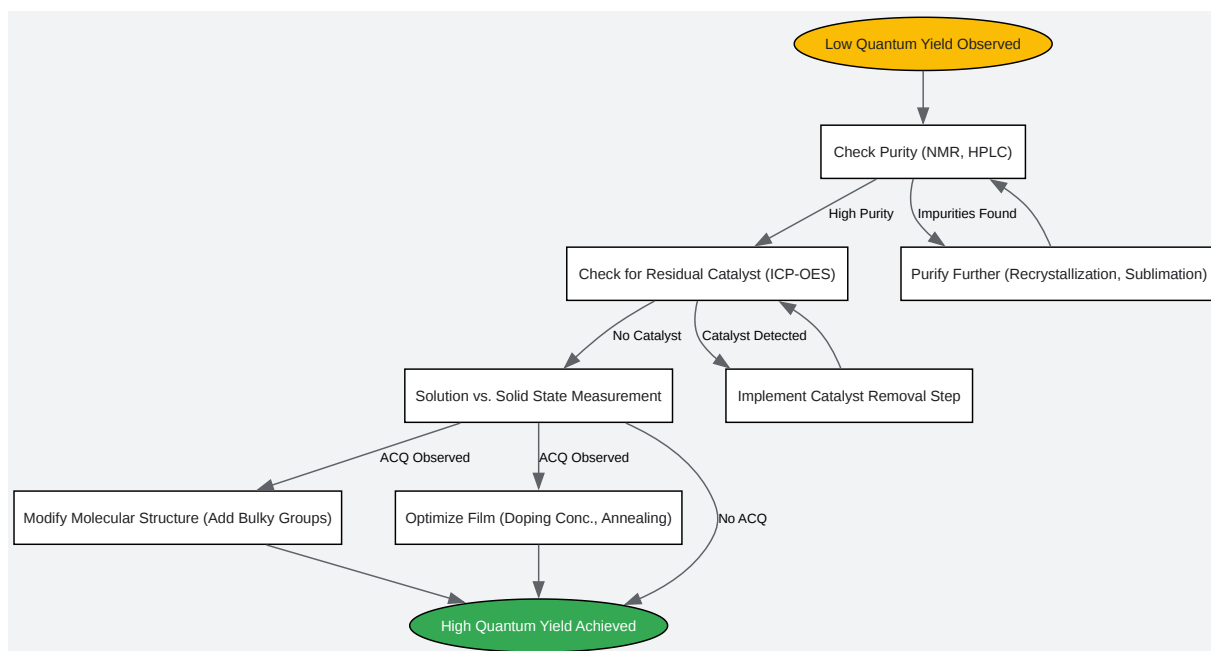 Low Quantum Yield Observed
Check Purity (NMR, HPLC)
High Purity
Impurities Found
Check for Residual Catalyst (ICP-OES)
Purify Further (Recrystallization, Sublimation)
No Catalyst
Catalyst Detected
Solution vs. Solid State Measurement
Implement Catalyst Removal Step
ACQ Observed
ACQ Observed
Modify Molecular Structure (Add Bulky Groups)
Optimize Film (Doping Conc., Annealing)
No ACQ
High Quantum Yield Achieved